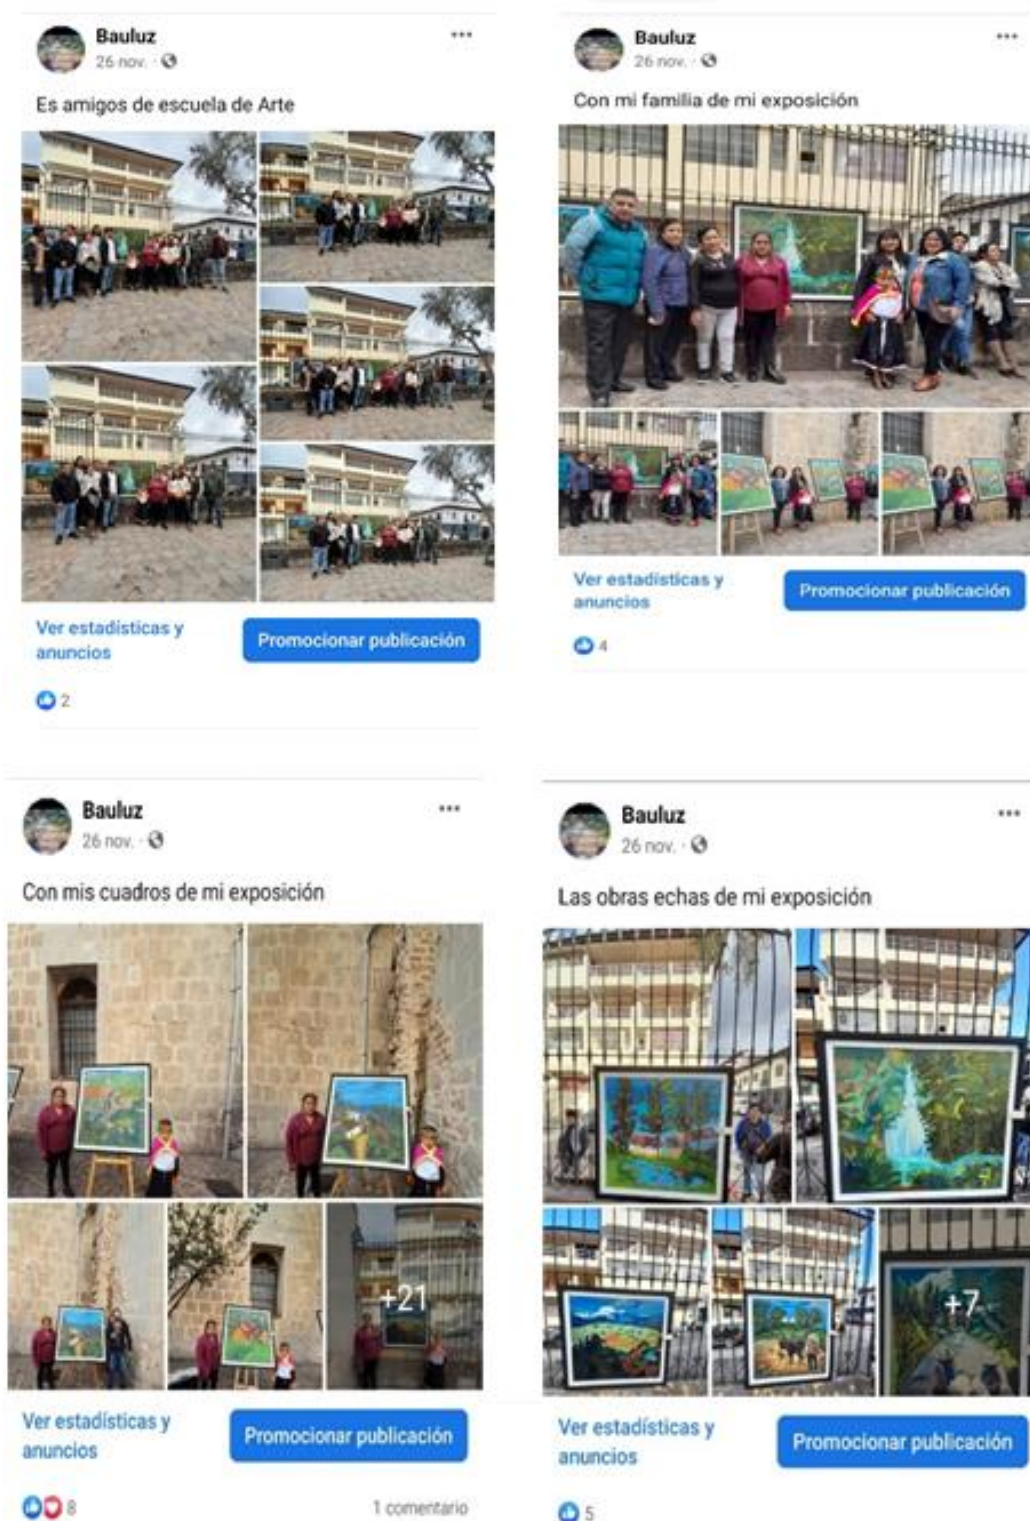 Bauluz
26 nov.
Es amigos de escuela de Arte
Ver estadísticas y
anuncios
Promocionar publicación
2
Bauluz
26 nov.
Con mi familia de mi exposición
Ver estadísticas y
anuncios
Promocionar publicación
4
Bauluz
26 nov.
Con mis cuadros de mi exposición
+21
Ver estadísticas y
anuncios
Promocionar publicación
8
1 comentario
Bauluz
26 nov.
Las obras echas de mi exposición
+7
Ver estadísticas y
anuncios
Promocionar publicación
5